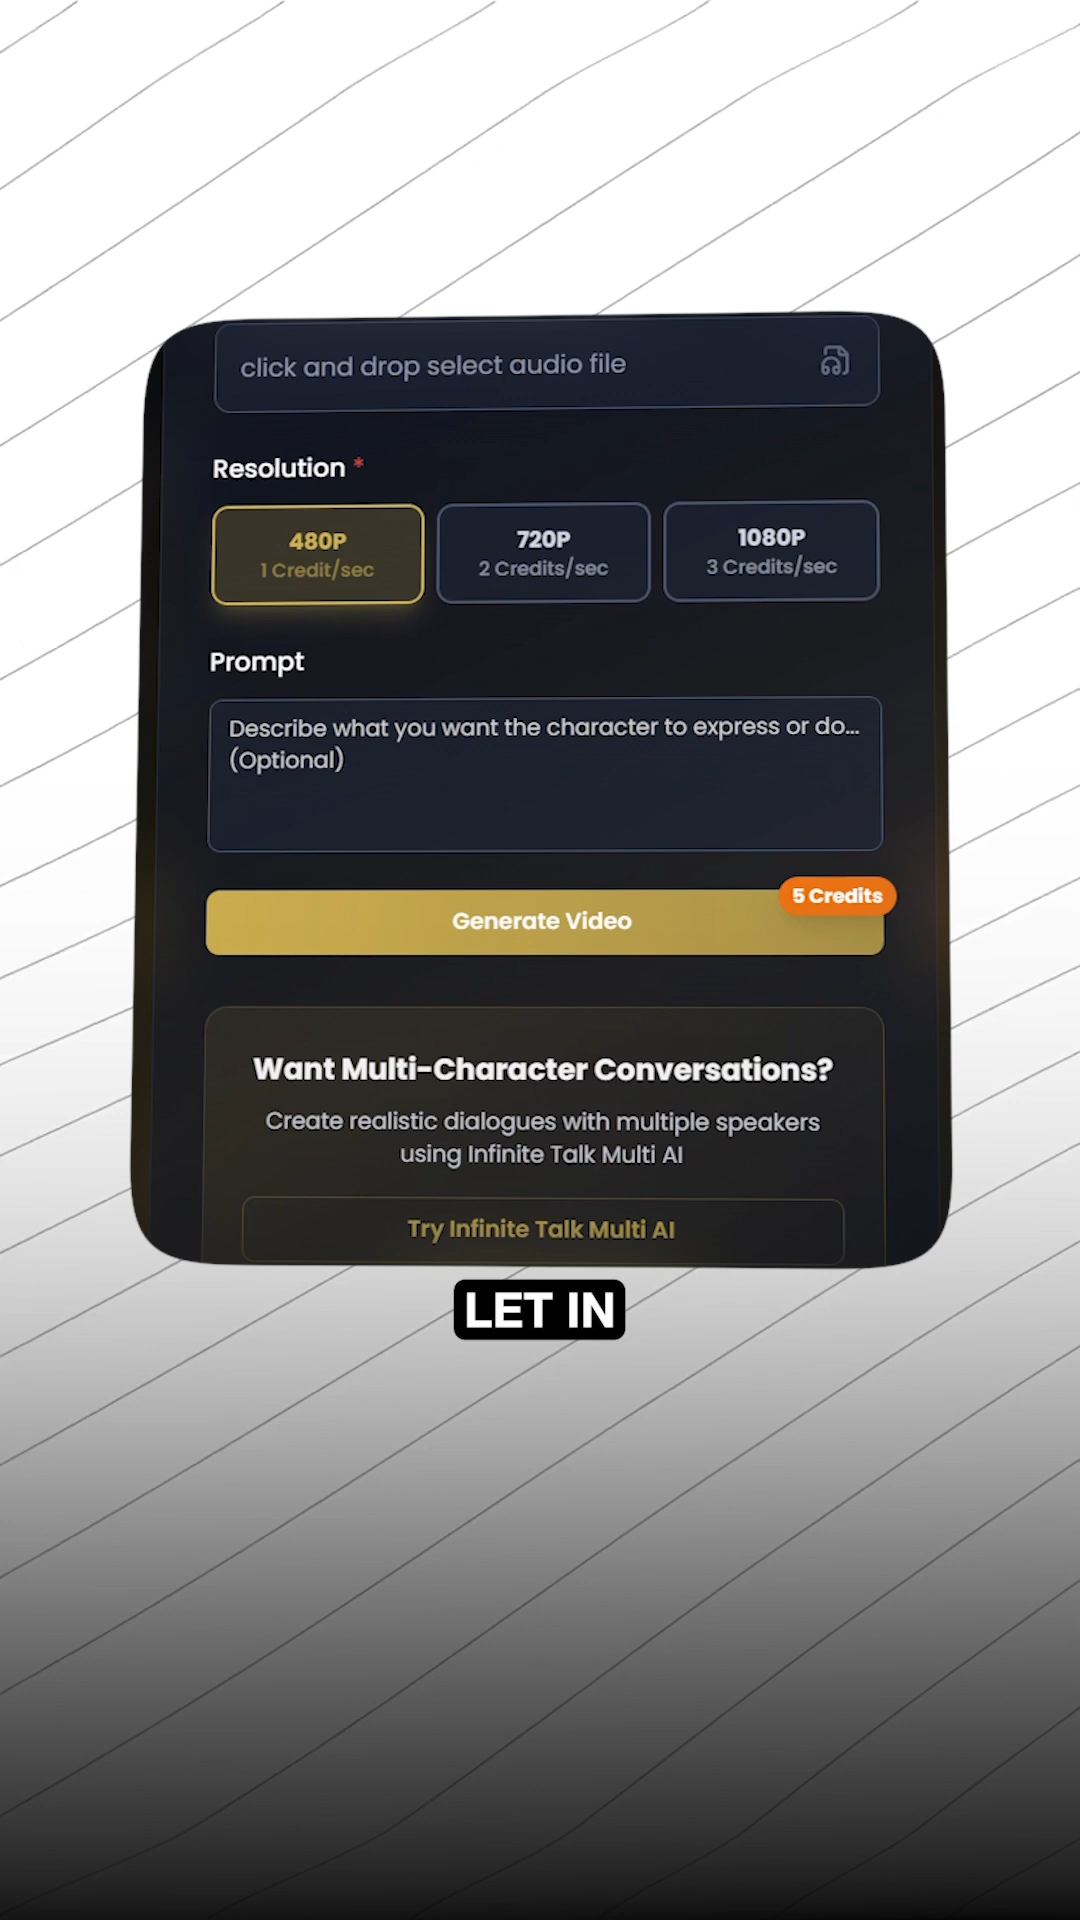 click and drop select audio file
Resolution *
480P
1 Credit/sec
720P
2 Credits/sec
1080P
3 Credits/sec
Prompt
Describe what you want the character to express or do...
(Optional)
5 Credits
Generate Video
Want Multi-Character Conversations?
Create realistic dialogues with multiple speakers
using Infinite Talk Multi AI
Try Infinite Talk Multi AI
LET IN